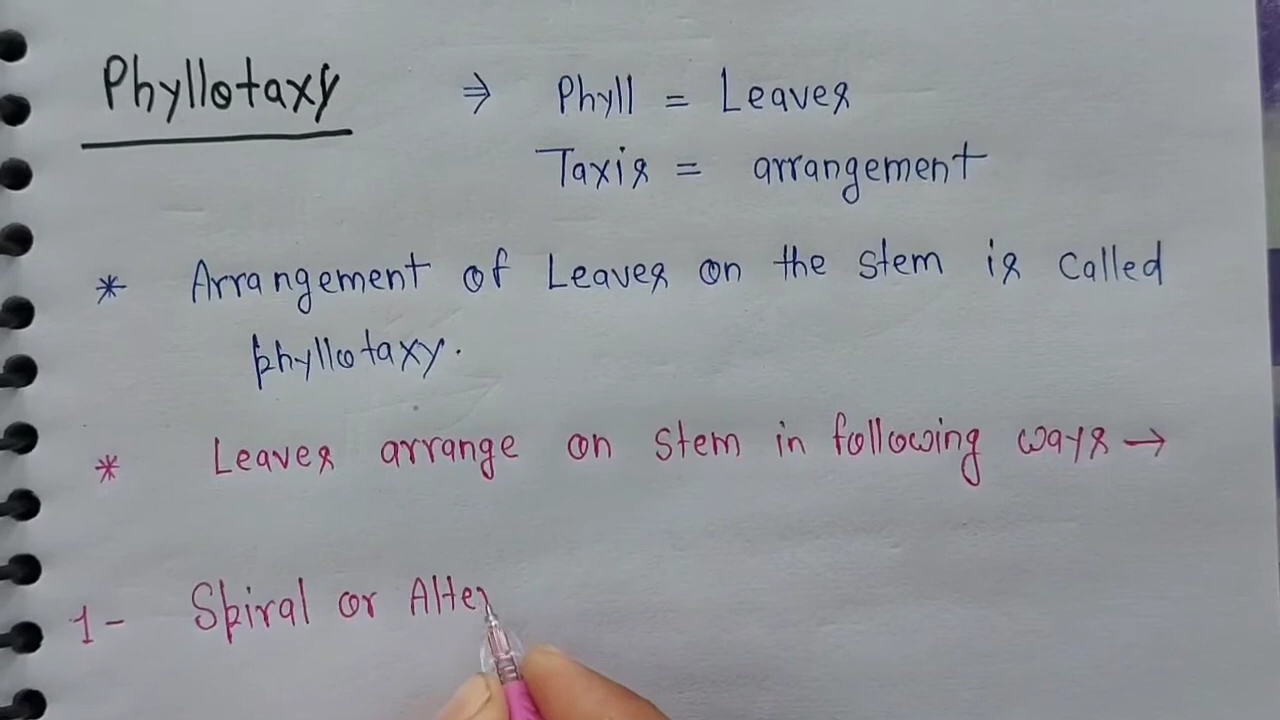 Phyllotaxy ⇒ Phyll = Leaves
Taxis = arrangement
* Arrangement of Leaves on the stem is called
phyllotaxy.
* Leaves arrange on stem in following ways →
1- Spiral or Alter